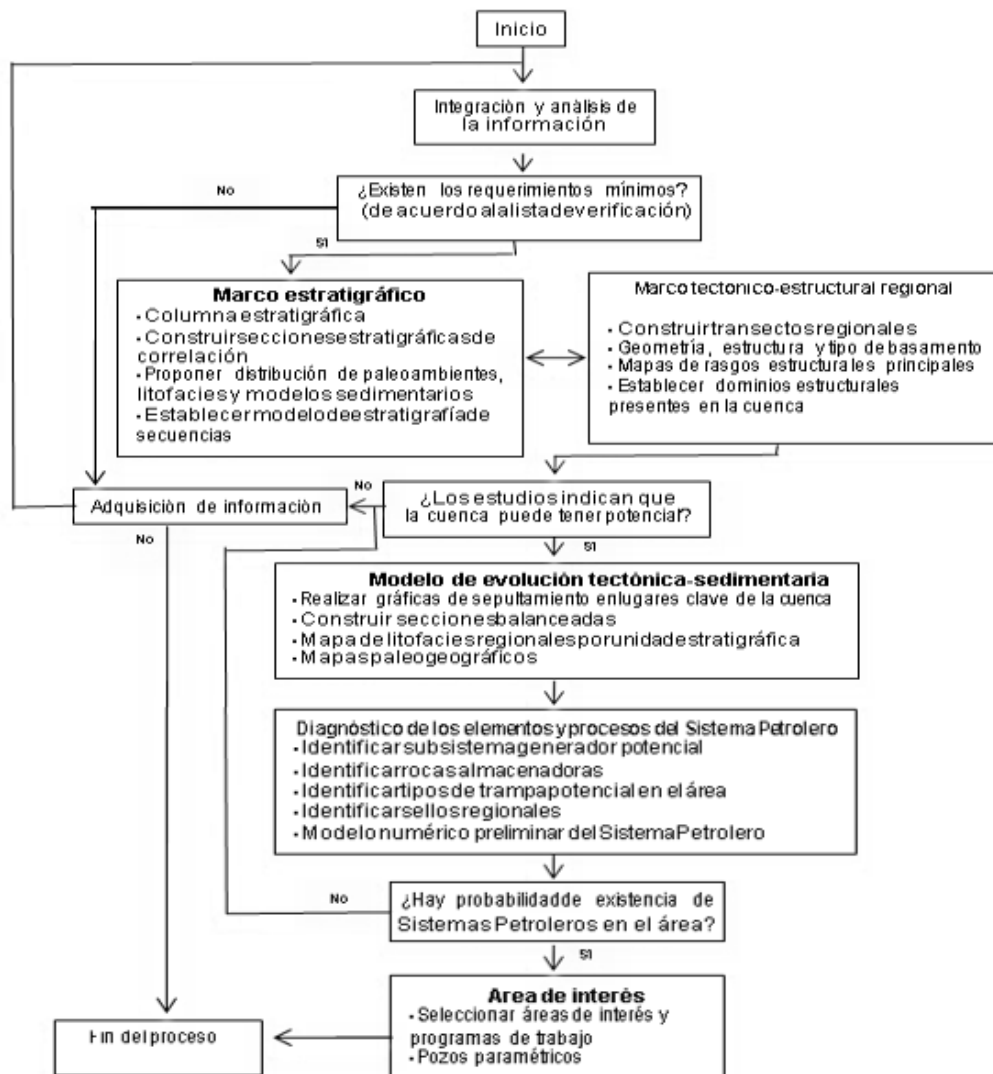 Inicio
Integraciòn y anàlisis de
la información
No
¿Existen los requerimientos mínimos?
(de acuerdo a la lista de verificación)
SI
Marco estratigráfico
- Columna estratigráfica
- Construir secciones estratigráficas de
correlación
- Proponer distribución de paleoambientes,
litofacies y modelos sedimentarios
- Establecer modelo de estratigrafía de
secuencias
Marco tectónico-estructural regional
- Construir transectos regionales
- Geometría, estructura y tipo de basamento
- Mapas de rasgos estructurales principales
- Establecer dominios estructurales
presentes en la cuenca
Adquisiciòn de informaciòn
No
¿Los estudios indican que
la cuenca puede tener potencial?
No
SI
Modelo de evolución tectónica-sedimentaria
- Realizar gráficas de sepultamiento en lugares clave de la cuenca
- Construir secciones balanceadas
- Mapa de litofacies regionales por unidad estratigráfica
- Mapas paleogeográficos
Diagnóstico de los elementos y procesos del Sistema Petrolero
- Identificar subsistema generador potencial
- Identificar rocas almacenadoras
- Identificar tipos de trampa potencial en el área
- Identificar sellos regionales
- Modelo numérico preliminar del Sistema Petrolero
No
¿Hay probabilidad de existencia de
Sistemas Petroleros en el área?
SI
Area de interés
- Seleccionar áreas de interés y
programas de trabajo
- Pozos paramétricos
Fin del proceso